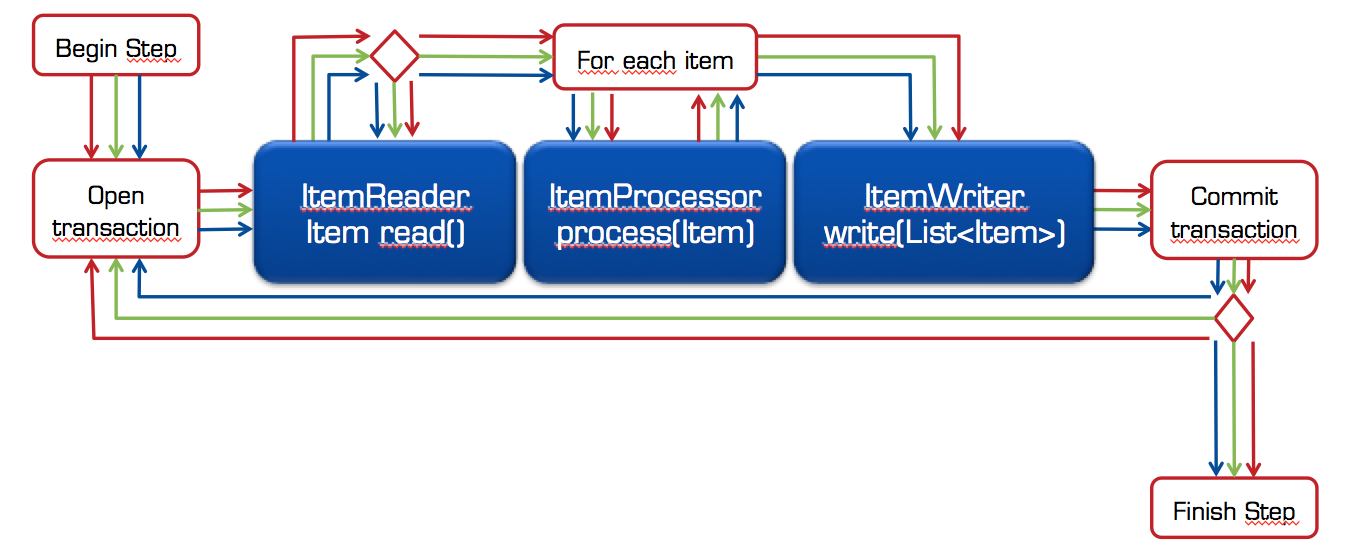 Begin Step
For each item
Open
transaction
ItemReader
Item read()
ItemProcessor
process(Item)
ItemWriter
write(List<Item>)
Commit
transaction
Finish Step